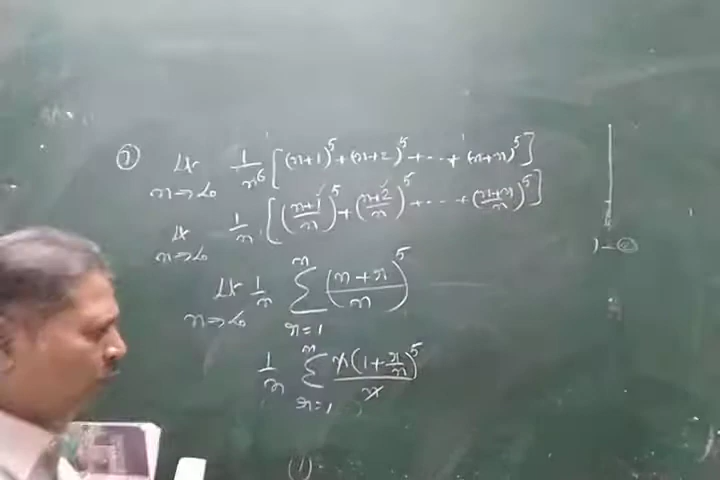 7) Lt n→∞ 1/n⁶ [(n+1)⁵+(n+2)⁵+---+(n+n)⁵]
Lt n→∞ 1/n [((n+1)/n)⁵+((n+2)/n)⁵+---+((n+n)/n)⁵]
Lt n→∞ 1/n ∑_{r=1}^{n} ((n+r)/n)⁵
1/n ∑_{r=1}^{n} (n(1+r/n)/n)⁵